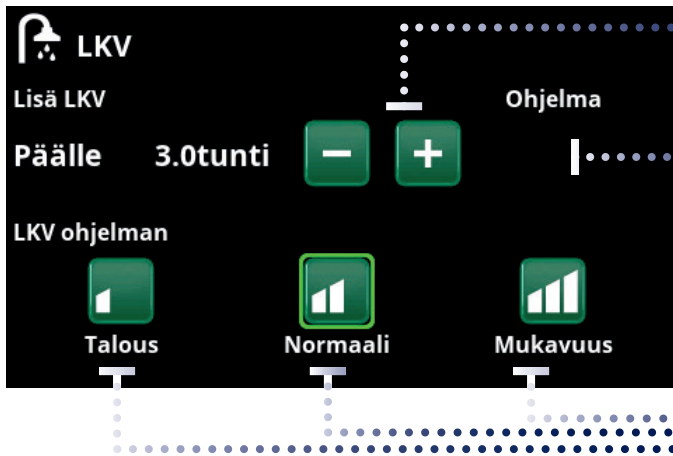 LKV
Lisä LKV Ohjelma
Päälle 3.0tunti − +
LKV ohjelman
Talous Normaali Mukavuus